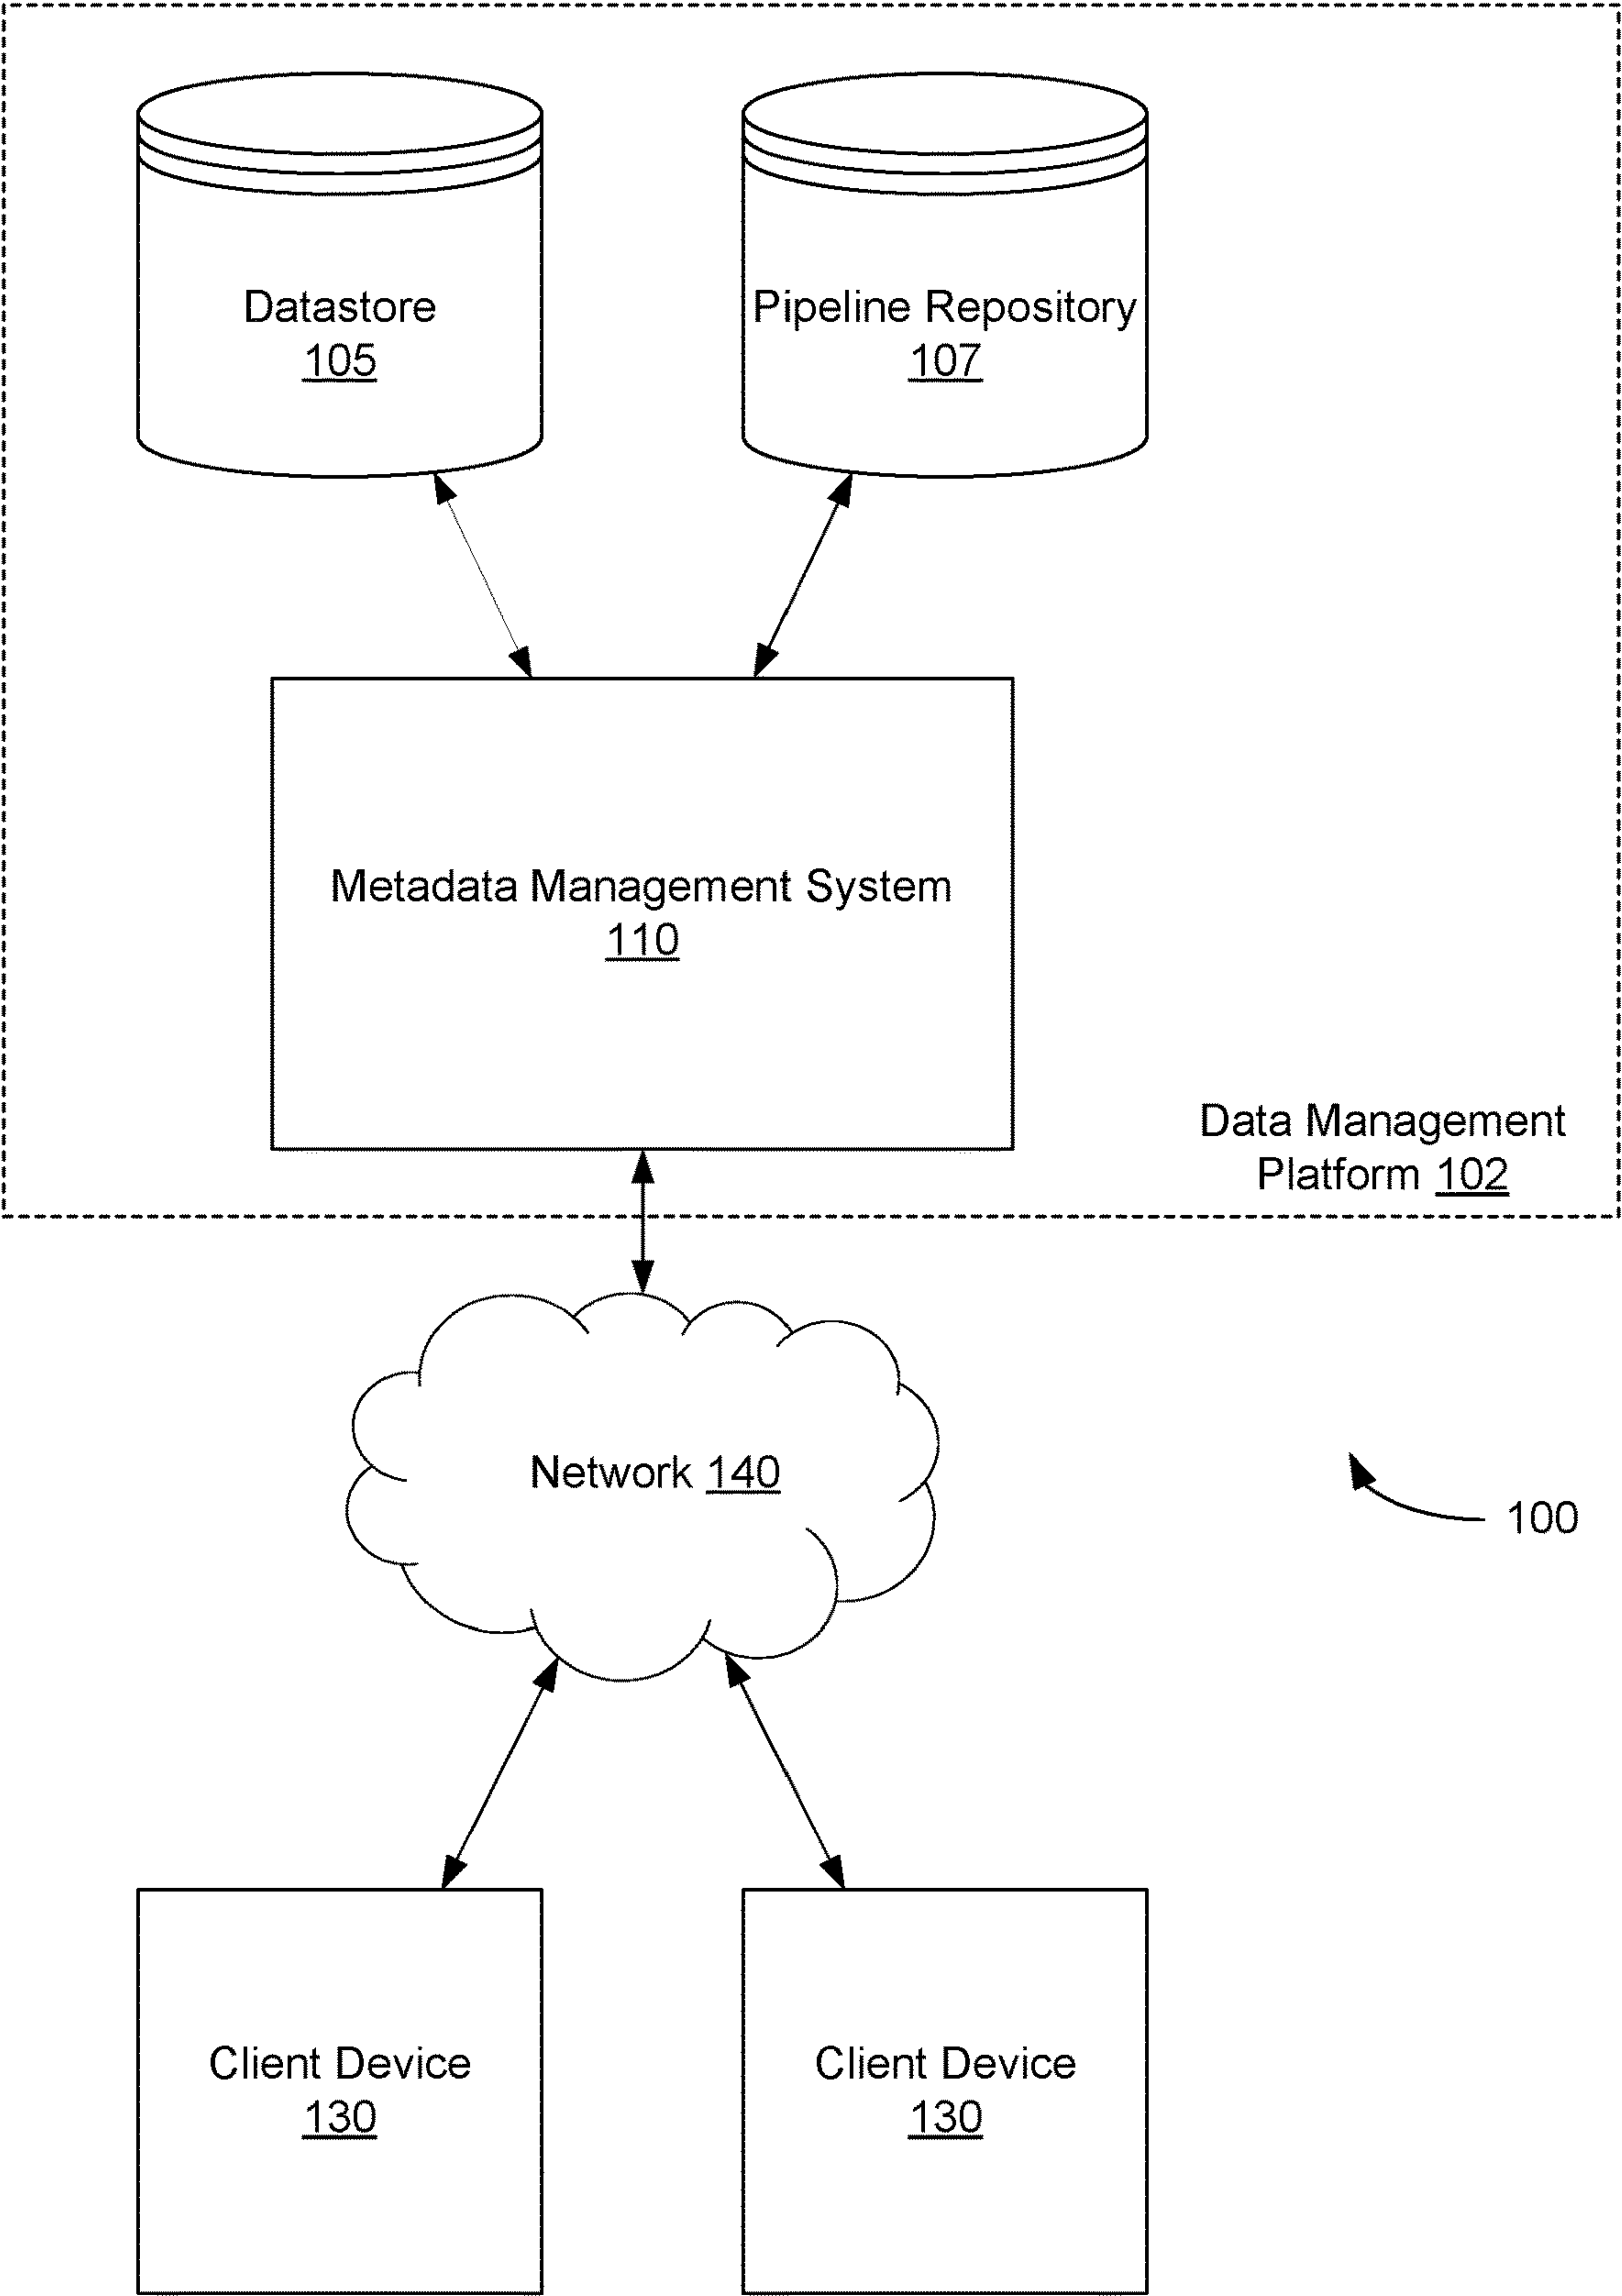 Datastore
105
Pipeline Repository
107
Metadata Management System
110
Data Management
Platform 102
Network 140
100
Client Device
130
Client Device
130